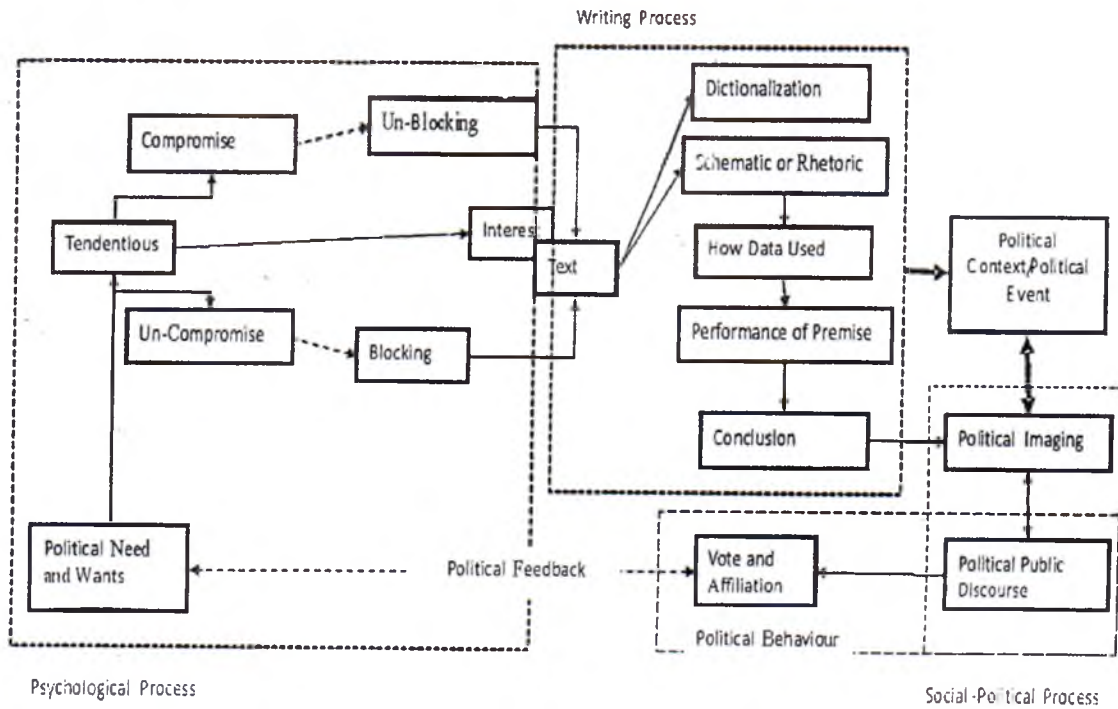 Writing Process
Dictionalization
Un-Blocking
Compromise
Schematic or Rhetoric
Interes
Tendentious
Text
How Data Used
Political
Context/Political
Event
Un-Compromise
Blocking
Performance of Premise
Conclusion
Political Imaging
Political Need
and Wants
Political Feedback
Vote and
Affiliation
Political Public
Discourse
Political Behaviour
Psychological Process
Social-Political Process